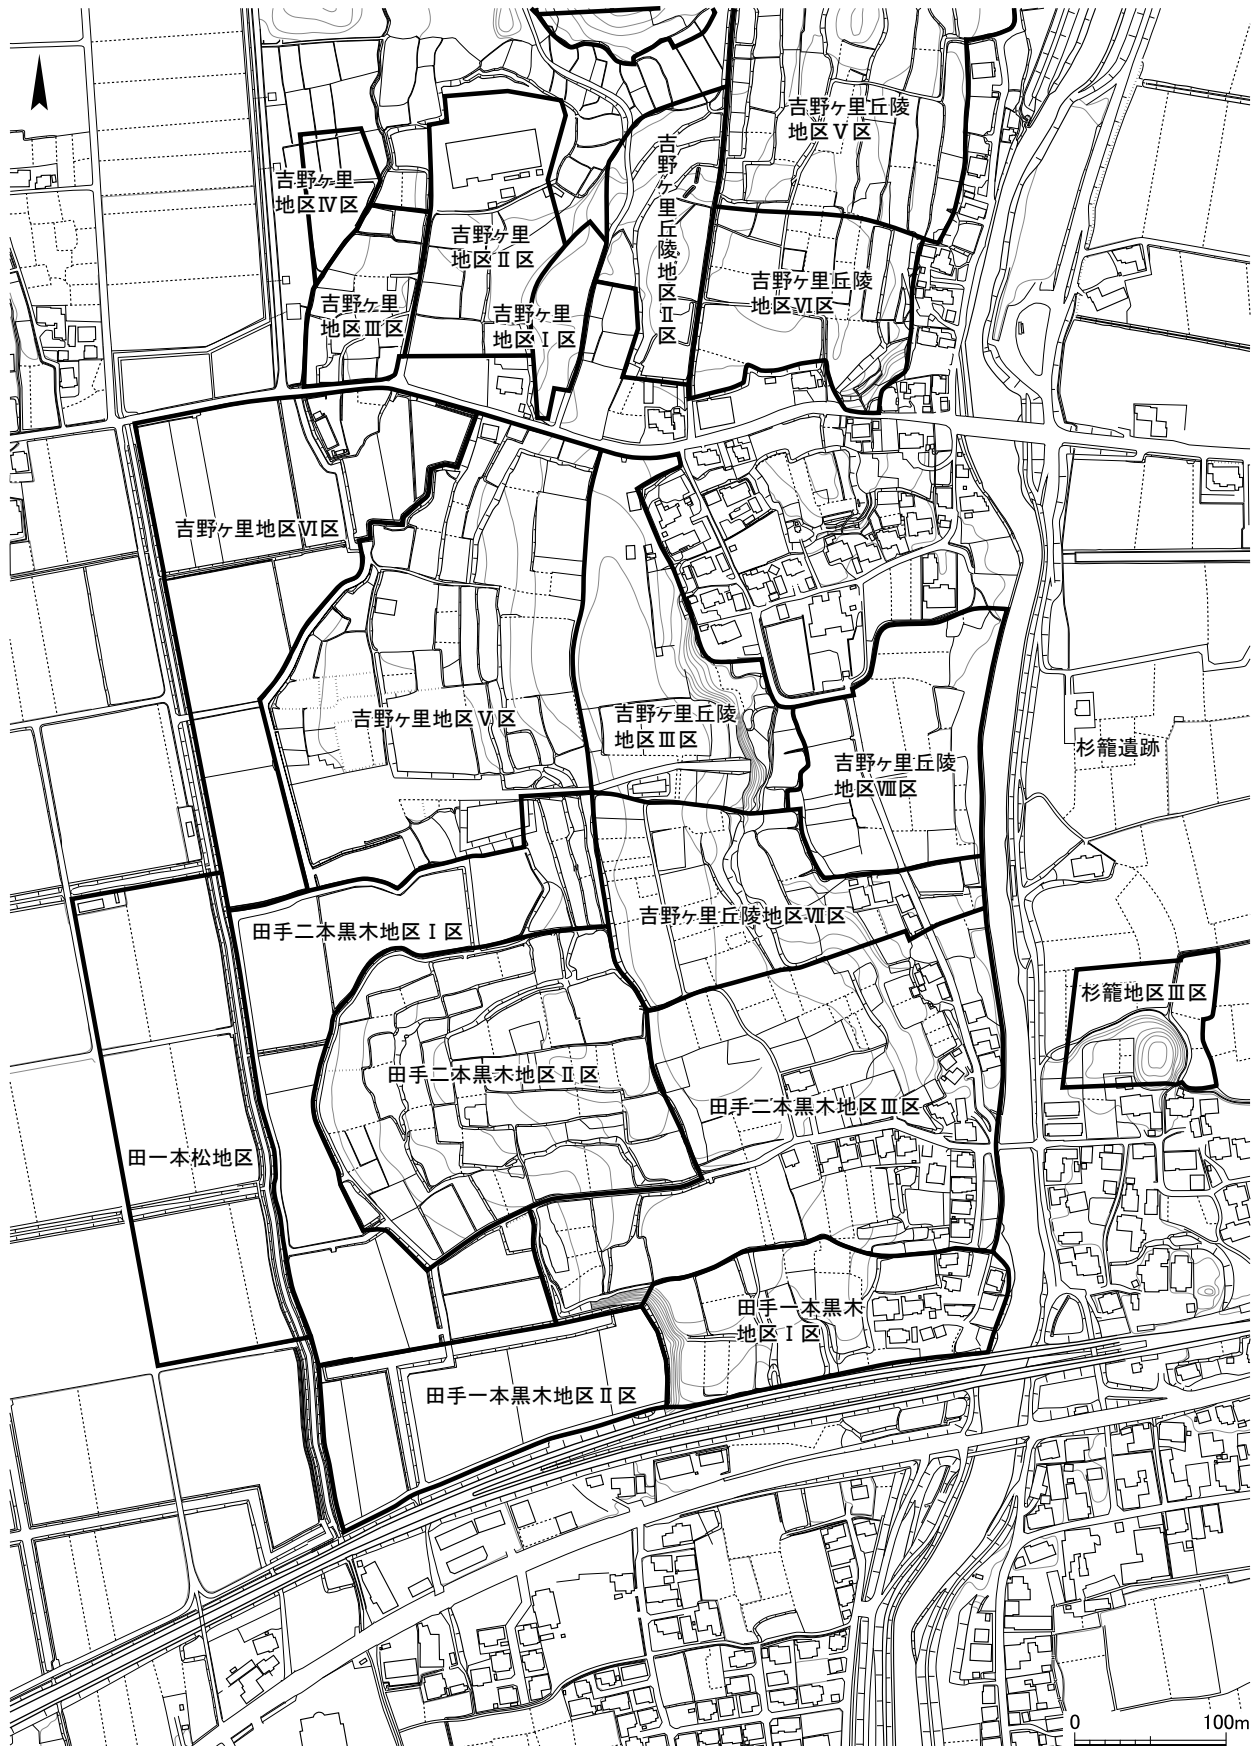 吉野ヶ里丘陵
地区Ⅴ区
吉野ヶ里丘陵地区Ⅱ区
吉野ヶ里
地区Ⅳ区
吉野ヶ里
地区Ⅱ区
吉野ヶ里丘陵
地区Ⅵ区
吉野ヶ里
地区Ⅲ区
吉野ヶ里
地区Ⅰ区
吉野ヶ里地区Ⅵ区
吉野ヶ里地区Ⅴ区
吉野ヶ里丘陵
地区Ⅲ区
吉野ヶ里丘陵
地区Ⅷ区
杉籠遺跡
田手二本黒木地区Ⅰ区
吉野ヶ里丘陵地区Ⅶ区
杉籠地区Ⅲ区
田手二本黒木地区Ⅱ区
田手二本黒木地区Ⅲ区
田一本松地区
田手一本黒木
地区Ⅰ区
田手一本黒木地区Ⅱ区
0 100m